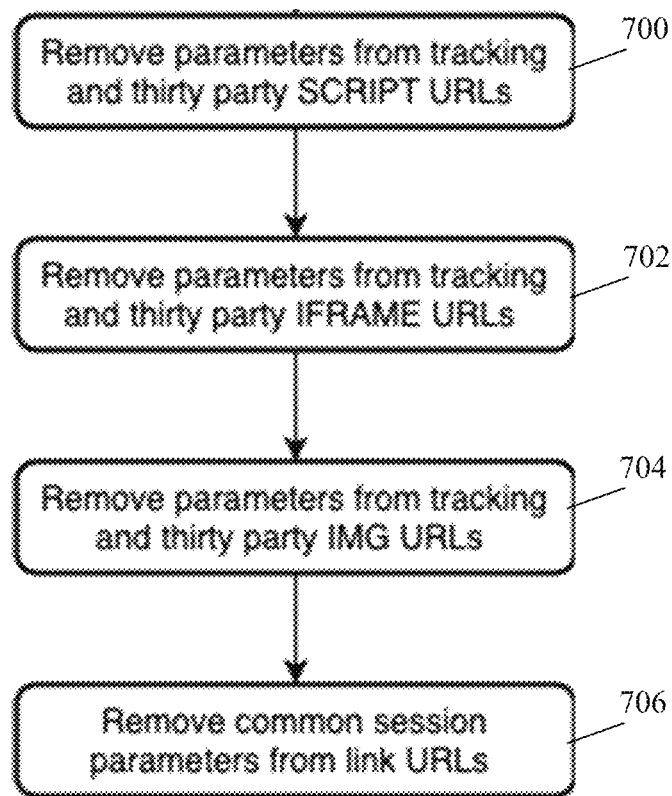 Remove parameters from tracking
and thirty party SCRIPT URLs
700
Remove parameters from tracking
and thirty party IFRAME URLs
702
Remove parameters from tracking
and thirty party IMG URLs
704
Remove common session
parameters from link URLs
706